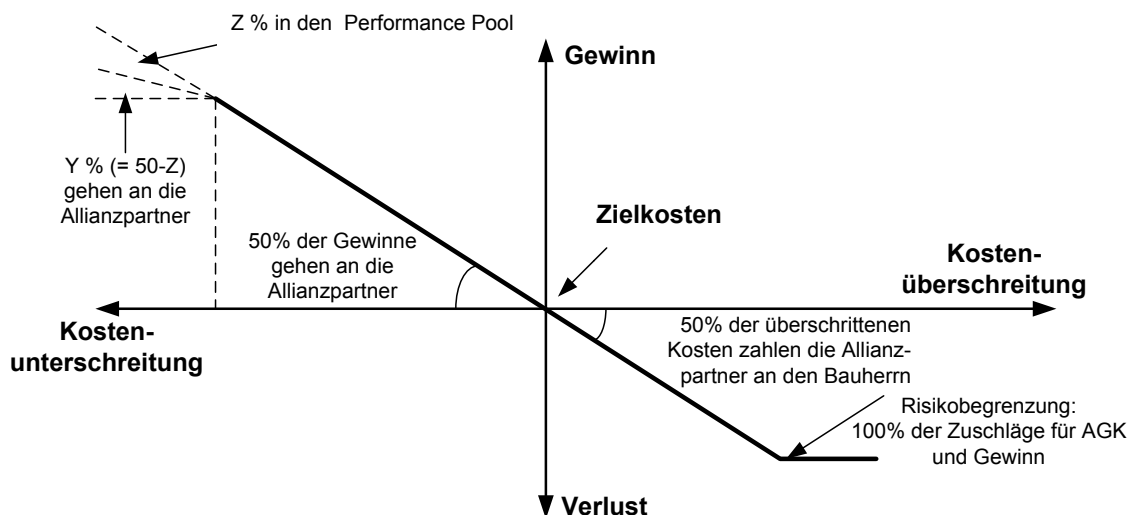 Z % in den Performance Pool
Gewinn
Y % (= 50-Z)
gehen an die
Allianzpartner
50% der Gewinne
gehen an die
Allianzpartner
Zielkosten
Kosten-
überschreitung
Kosten-
unterschreitung
50% der überschrittenen
Kosten zahlen die Allianz-
partner an den Bauherrn
Risikobegrenzung:
100% der Zuschläge für AGK
und Gewinn
Verlust